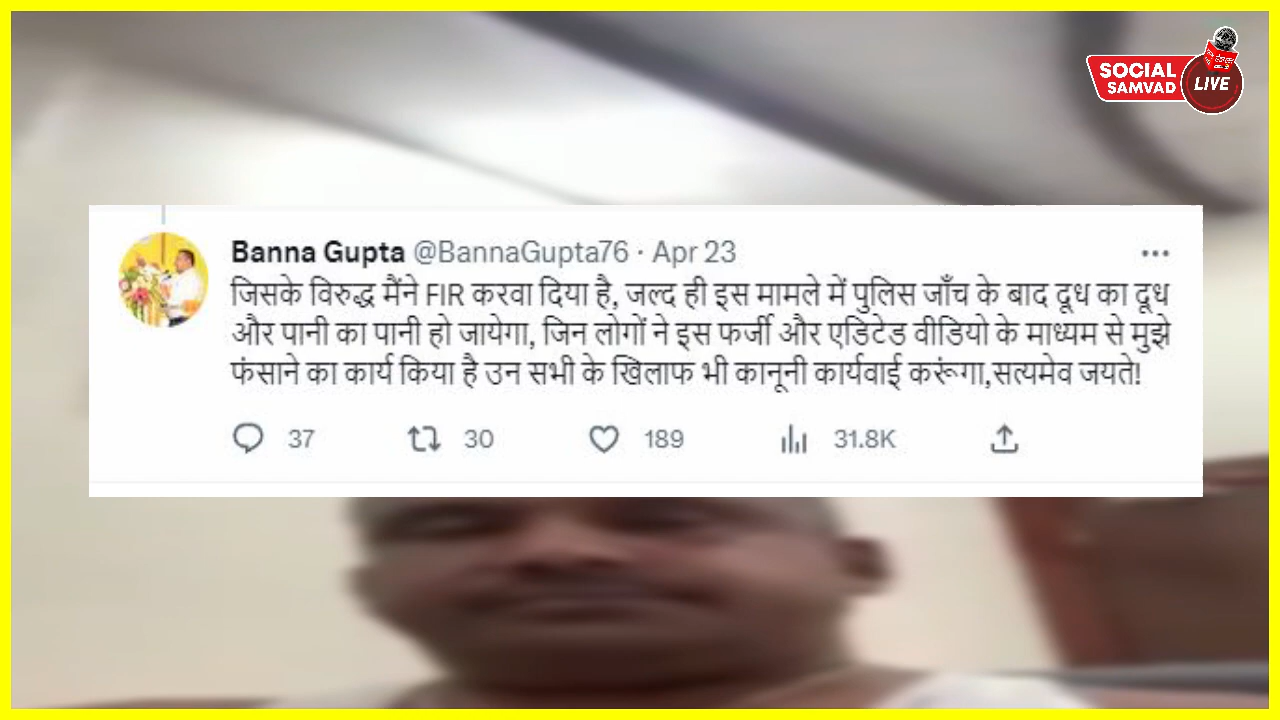 SOCIAL
SAMVAD
LIVE
Banna Gupta @BannaGupta76 · Apr 23
जिसके विरुद्ध मैंने FIR करवा दिया है, जल्द ही इस मामले में पुलिस जाँच के बाद दूध का दूध
और पानी का पानी हो जायेगा, जिन लोगों ने इस फर्जी और एडिटेड वीडियो के माध्यम से मुझे
फंसाने का कार्य किया है उन सभी के खिलाफ भी कानूनी कार्यवाई करूंगा,सत्यमेव जयते!
37 30 189 31.8K